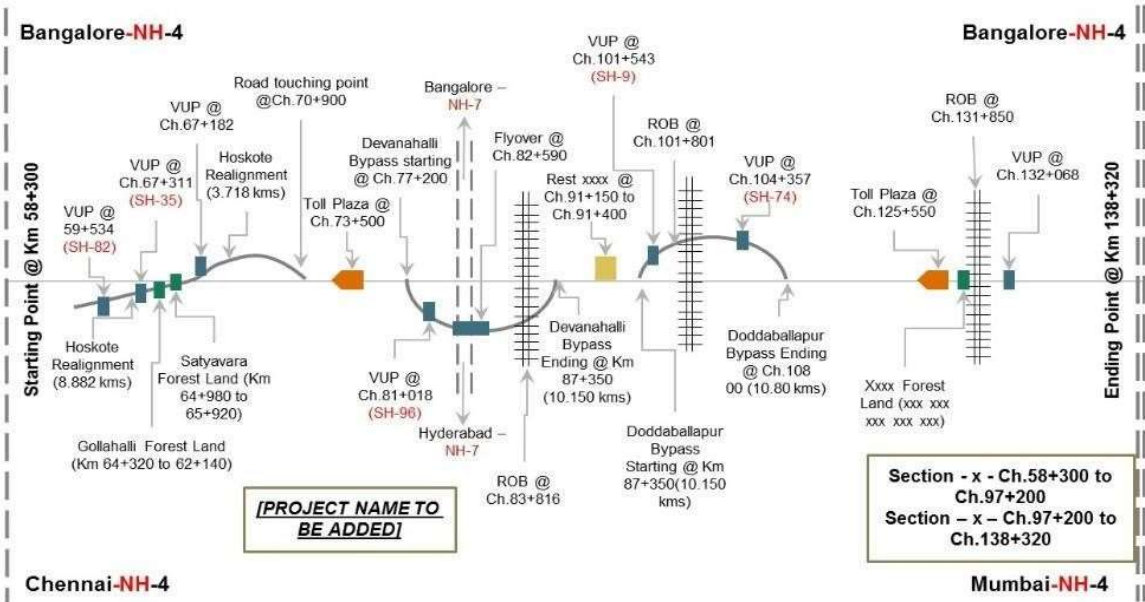 Bangalore-NH-4
Bangalore-NH-4
Starting Point @ Km 58+300
VUP @
59+534
(SH-82)
VUP @
Ch.67+311
(SH-35)
VUP @
Ch.67+182
Hoskote
Realignment
(3.718 kms)
Road touching point
@Ch.70+900
Toll Plaza @
Ch.73+500
Devanahalli
Bypass starting
@ Ch.77+200
Bangalore –
NH-7
Flyover @
Ch.82+590
VUP @
Ch.101+543
(SH-9)
Rest xxxx @
Ch.91+150 to
Ch.91+400
ROB @
Ch.101+801
VUP @
Ch.104+357
(SH-74)
Toll Plaza @
Ch.125+550
ROB @
Ch.131+850
VUP @
Ch.132+068
Ending Point @ Km 138+320
Hoskote
Realignment
(8.882 kms)
Satyavara
Forest Land (Km
64+980 to
65+920)
Gollahalli Forest Land
(Km 64+320 to 62+140)
VUP @
Ch.81+018
(SH-96)
Hyderabad –
NH-7
ROB @
Ch.83+816
Devanahalli
Bypass
Ending @ Km
87+350
(10.150 kms)
Doddaballapur
Bypass
Starting @ Km
87+350(10.150
kms)
Doddaballapur
Bypass Ending
@ Ch.108
00 (10.80 kms)
Xxxx Forest
Land (xxx xxx
xxx xxx xxx)
[PROJECT NAME TO
BE ADDED]
Section - x - Ch.58+300 to
Ch.97+200
Section – x – Ch.97+200 to
Ch.138+320
Chennai-NH-4
Mumbai-NH-4